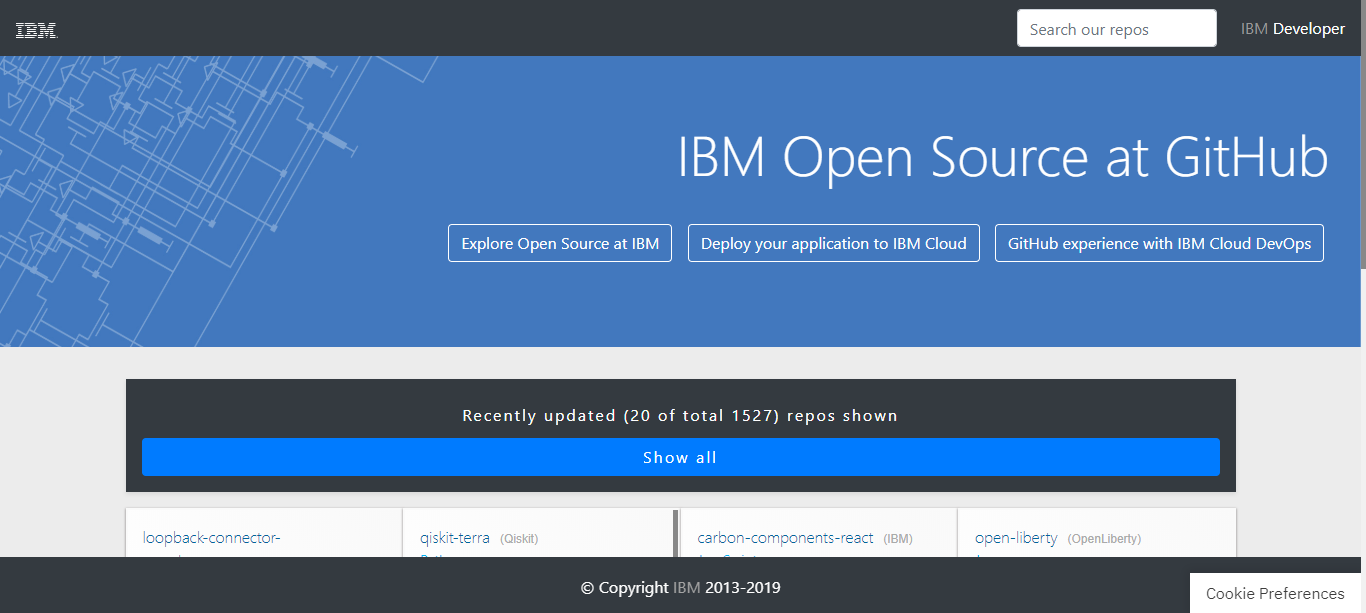 IBM
Search our repos
IBM Developer
IBM Open Source at GitHub
Explore Open Source at IBM
Deploy your application to IBM Cloud
GitHub experience with IBM Cloud DevOps
Recently updated (20 of total 1527) repos shown
Show all
loopback-connector-
qiskit-terra (Qiskit)
carbon-components-react (IBM)
open-liberty (OpenLiberty)
© Copyright IBM 2013-2019
Cookie Preferences